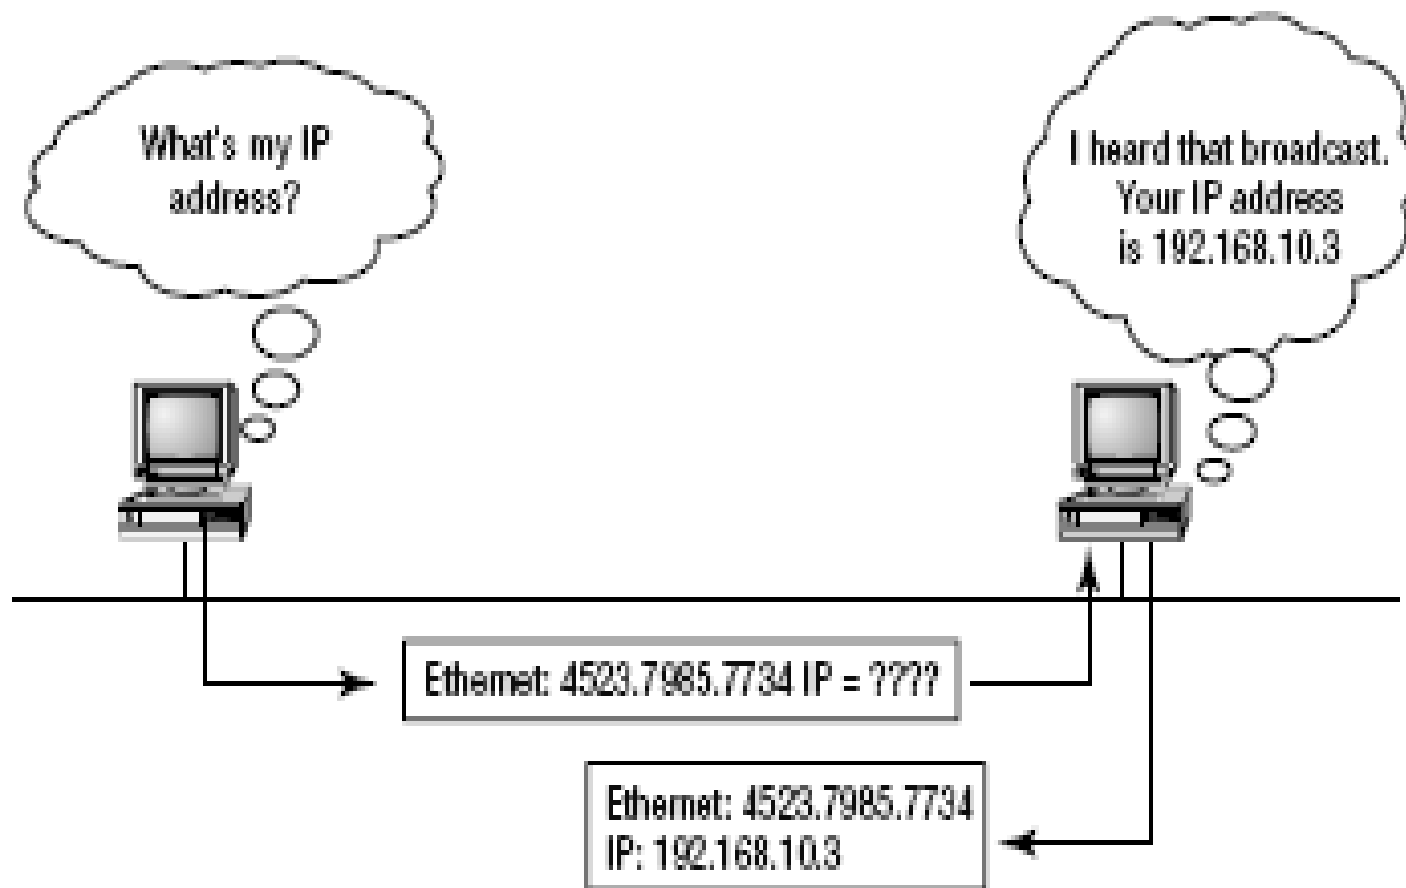 What's my IP
address?
I heard that broadcast.
Your IP address
is 192.168.10.3
Ethernet: 4523.7985.7734 IP = ????
Ethernet: 4523.7985.7734
IP: 192.168.10.3